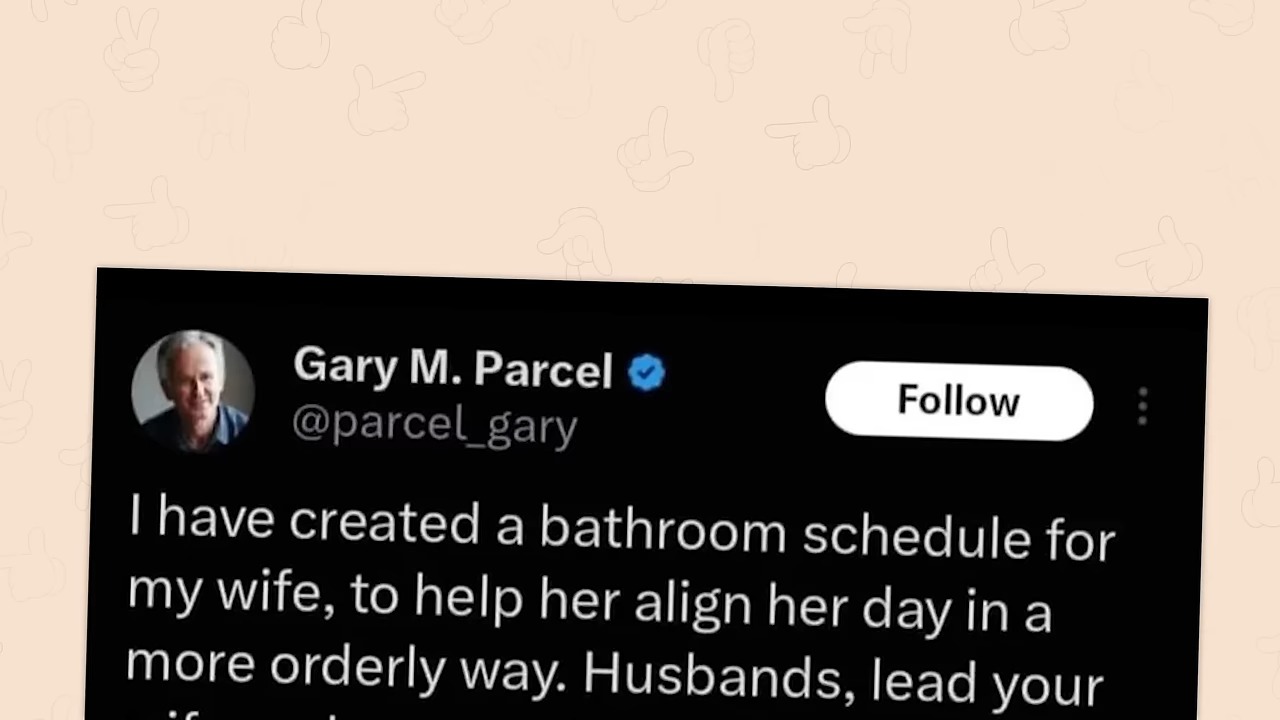 Gary M. Parcel
@parcel_gary
Follow
I have created a bathroom schedule for
my wife, to help her align her day in a
more orderly way. Husbands, lead your